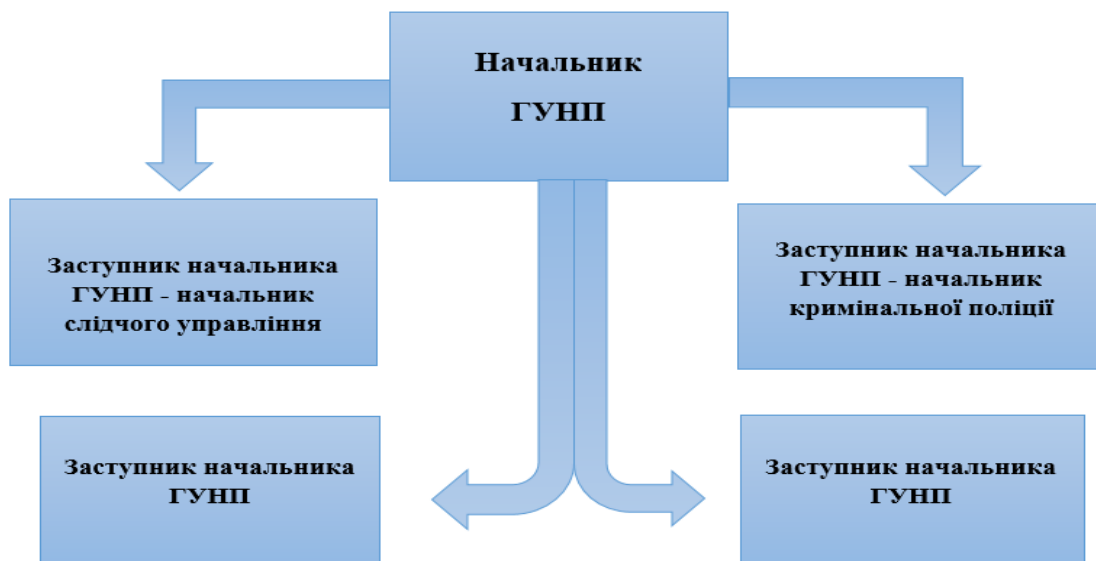 Начальник
ГУНП
Заступник начальника
ГУНП - начальник
слідчого управління
Заступник начальника
ГУНП - начальник
кримінальної поліції
Заступник начальника
ГУНП
Заступник начальника
ГУНП